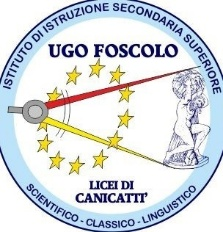 ISTITUTO DI ISTRUZIONE SECONDARIA SUPERIORE
UGO FOSCOLO
LICEI DI
CANICATTI'
SCIENTIFICO - CLASSICO - LINGUISTICO